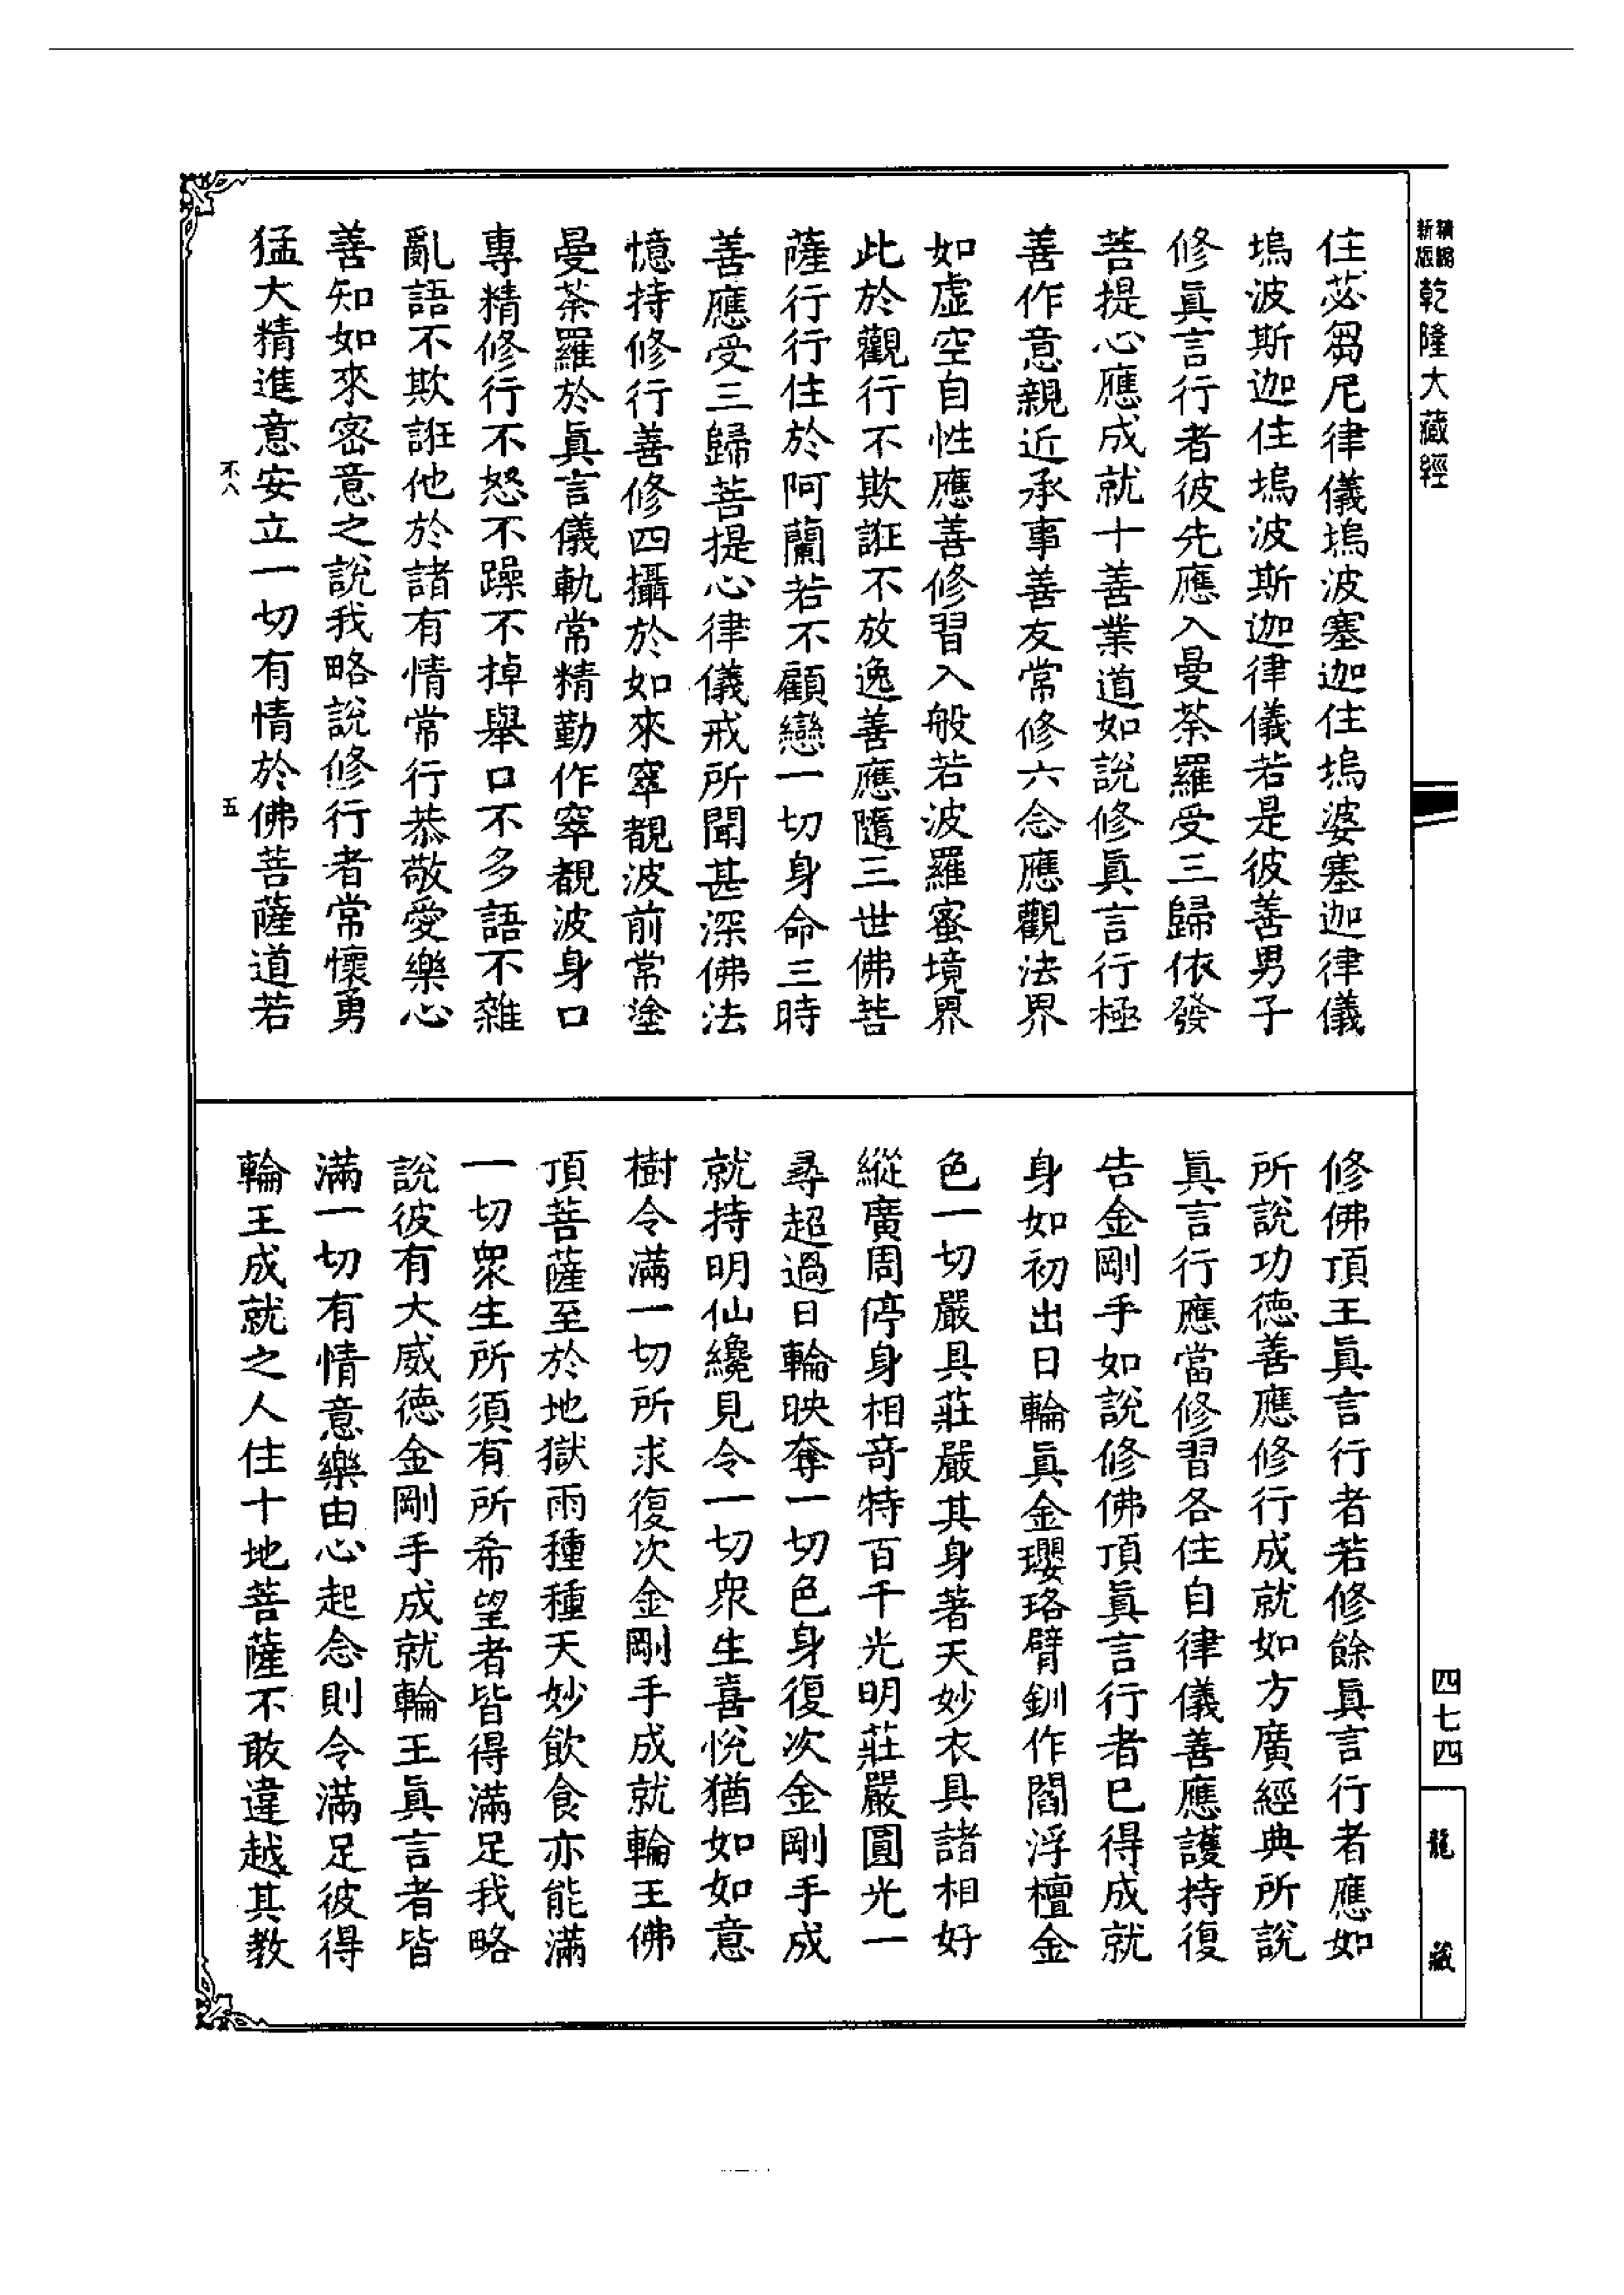 新版
乾隆大藏經
住苾芻尼律儀塢波塞迦住塢婆塞迦律儀
塢波斯迦住塢波斯迦律儀若是彼善男子
修眞言行者彼先應入曼荼羅受三歸依發
菩提心應成就十善業道如說修眞言行極
善作意親近承事善友常修六念應觀法界
如虛空自性應善修習入般若波羅蜜境界
此於觀行不欺誑不放逸善應隨三世佛菩
薩行行住於阿蘭若不顧戀一切身命三時
善應受三歸菩提心律儀戒所聞甚深佛法
憶持修行善修四攝於如來窣覩波前常塗
曼荼羅於眞言儀軌常精勤作窣覩波身口
專精修行不怒不躁不掉舉口不多語不雜
亂語不欺誑他於諸有情常行恭敬愛樂心
善知如來密意之說我略說修行者常懷勇
猛大精進意安立一切有情於佛菩薩道若
不八
五
修佛頂王眞言行者若修餘眞言行者應如
所說功德善應修行成就如方廣經典所說
眞言行應當修習各住自律儀善應護持復
告金剛手如說修佛頂眞言行者已得成就
身如初出日輪眞金瓔珞臂釧作閻浮檀金
色一切嚴具莊嚴其身著天妙衣具諸相好
縱廣周停身相奇特百千光明莊嚴圓光一
尋超過日輪映奪一切色身復次金剛手成
就持明仙纔見令一切衆生喜悅猶如如意
樹令滿一切所求復次金剛手成就輪王佛
頂菩薩至於地獄雨種種天妙飲食亦能滿
一切衆生所須有所希望者皆得滿足我略
說彼有大威德金剛手成就輪王眞言者皆
滿一切有情意樂由心起念則令滿足彼得
輪王成就之人住十地菩薩不敢違越其教
四七四
龍藏